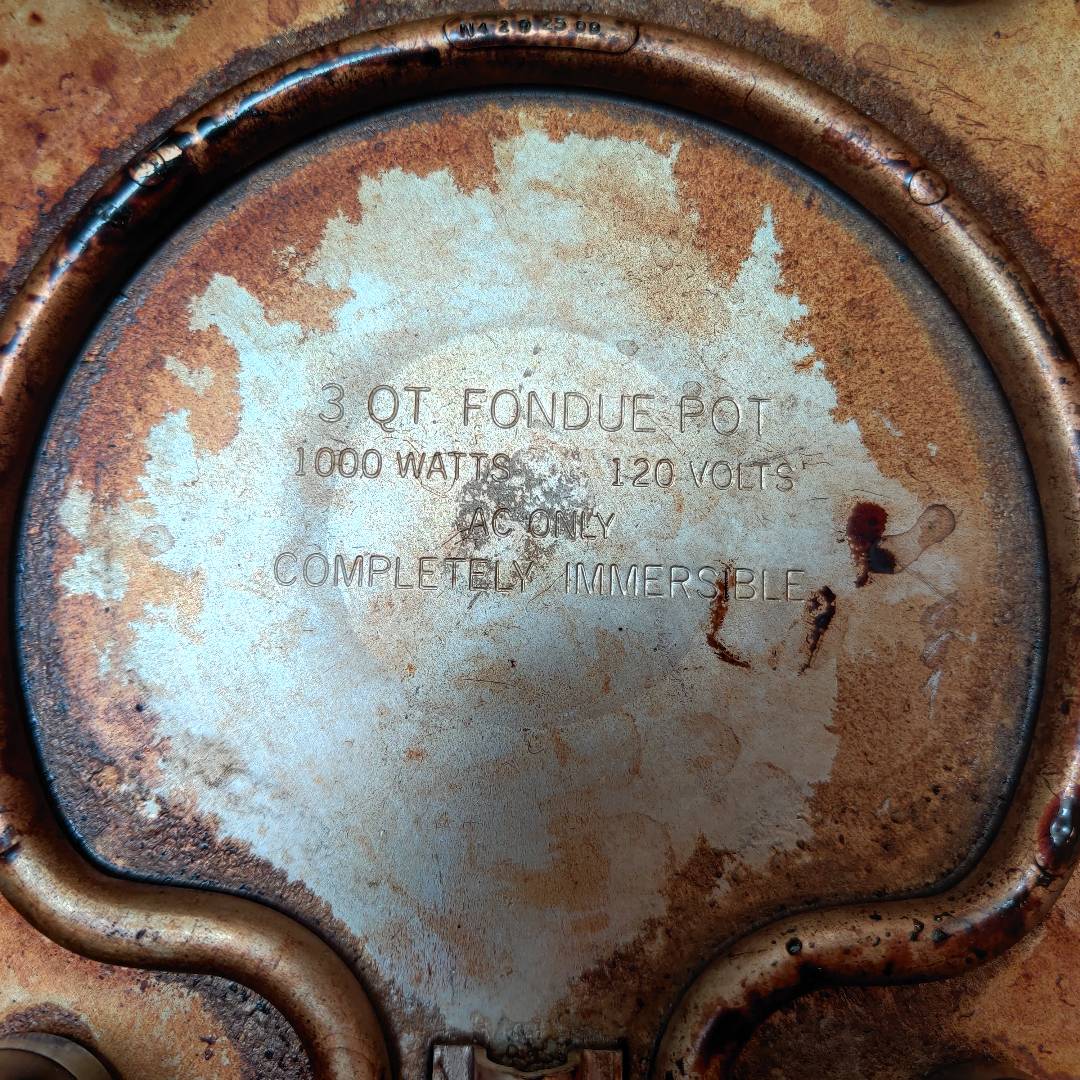 3 QT FONDUE POT
1000 WATTS 120 VOLTS
AC ONLY
COMPLETELY IMMERSIBLE